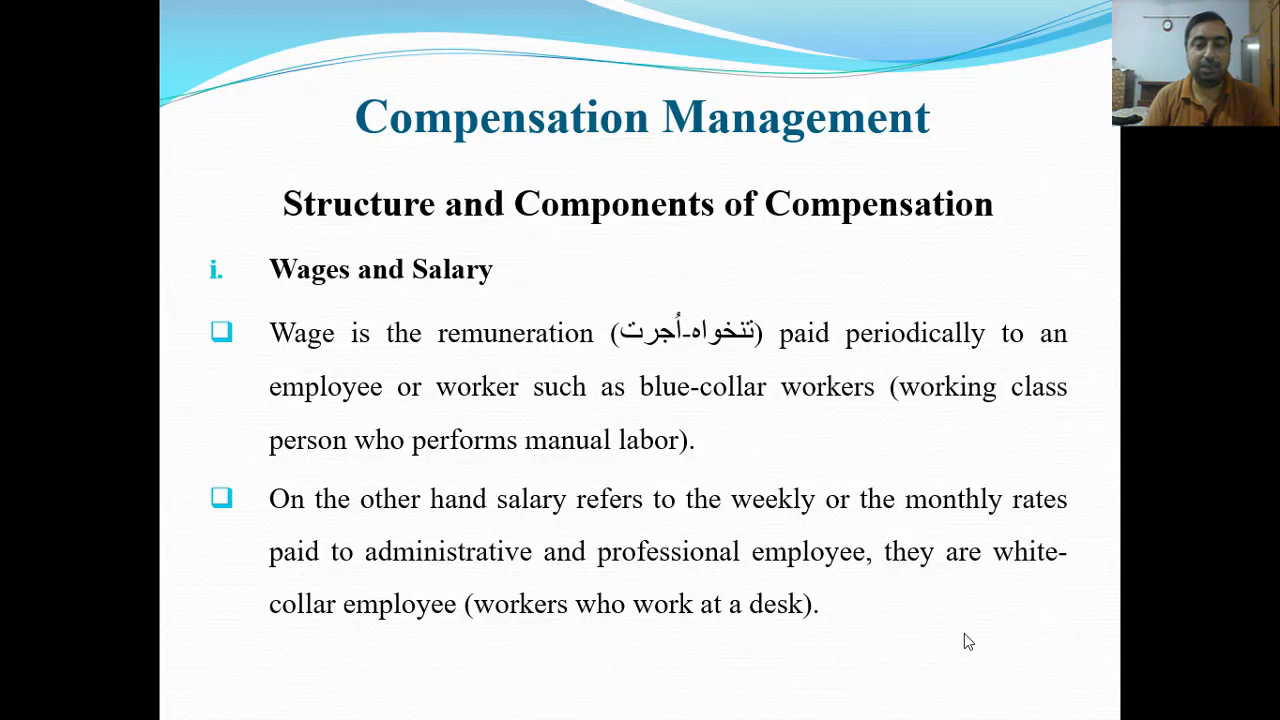 Compensation Management
Structure and Components of Compensation
i. Wages and Salary
Wage is the remuneration (تنخواہ-اُجرت) paid periodically to an
employee or worker such as blue-collar workers (working class
person who performs manual labor).
On the other hand salary refers to the weekly or the monthly rates
paid to administrative and professional employee, they are white-
collar employee (workers who work at a desk).